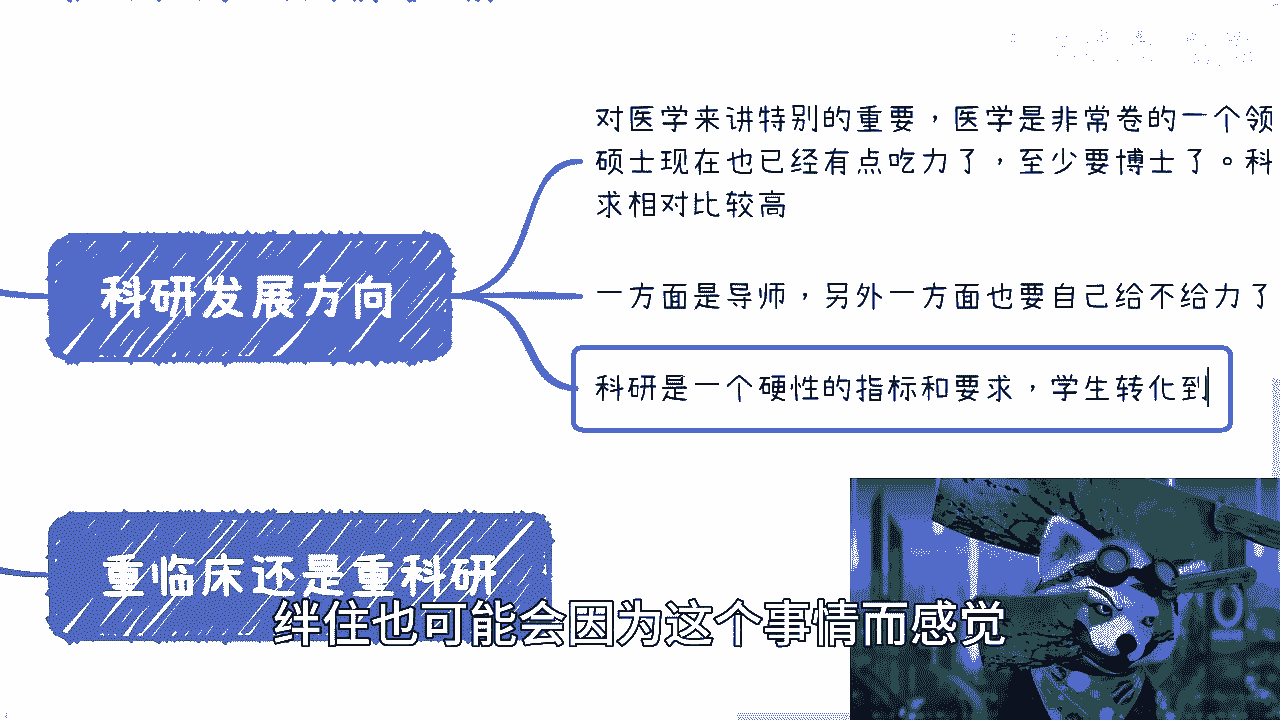 对医学来讲特别的重要，医学是非常卷的一个领
硕士现在也已经有点吃力了，至少要博士了。科
求相对比较高
科研发展方向
一方面是导师，另外一方面也要自己给不给力了
科研是一个硬性的指标和要求，学生转化到
重临床还是重科研
绊住也可能会因为这个事情而感觉